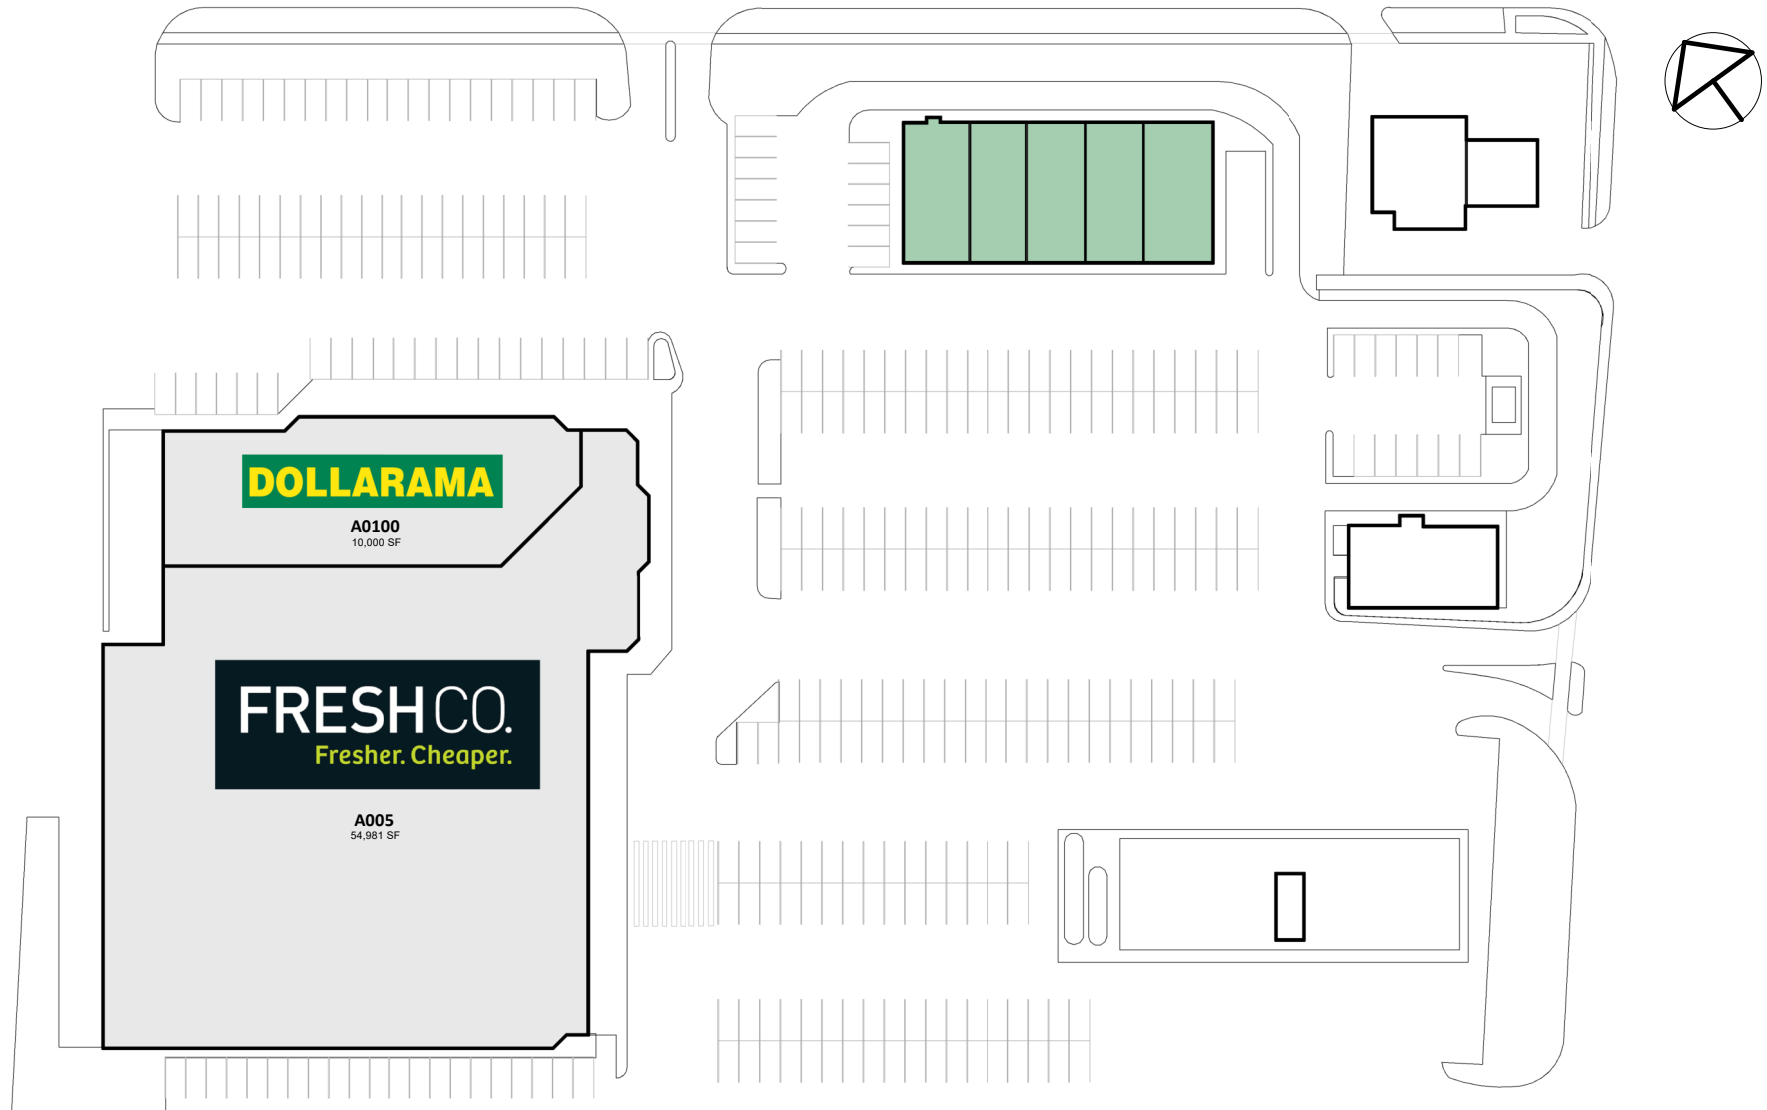 DOLLARAMA
A0100
10,000 SF
FRESHCO.
Fresher. Cheaper.
A005
54,981 SF